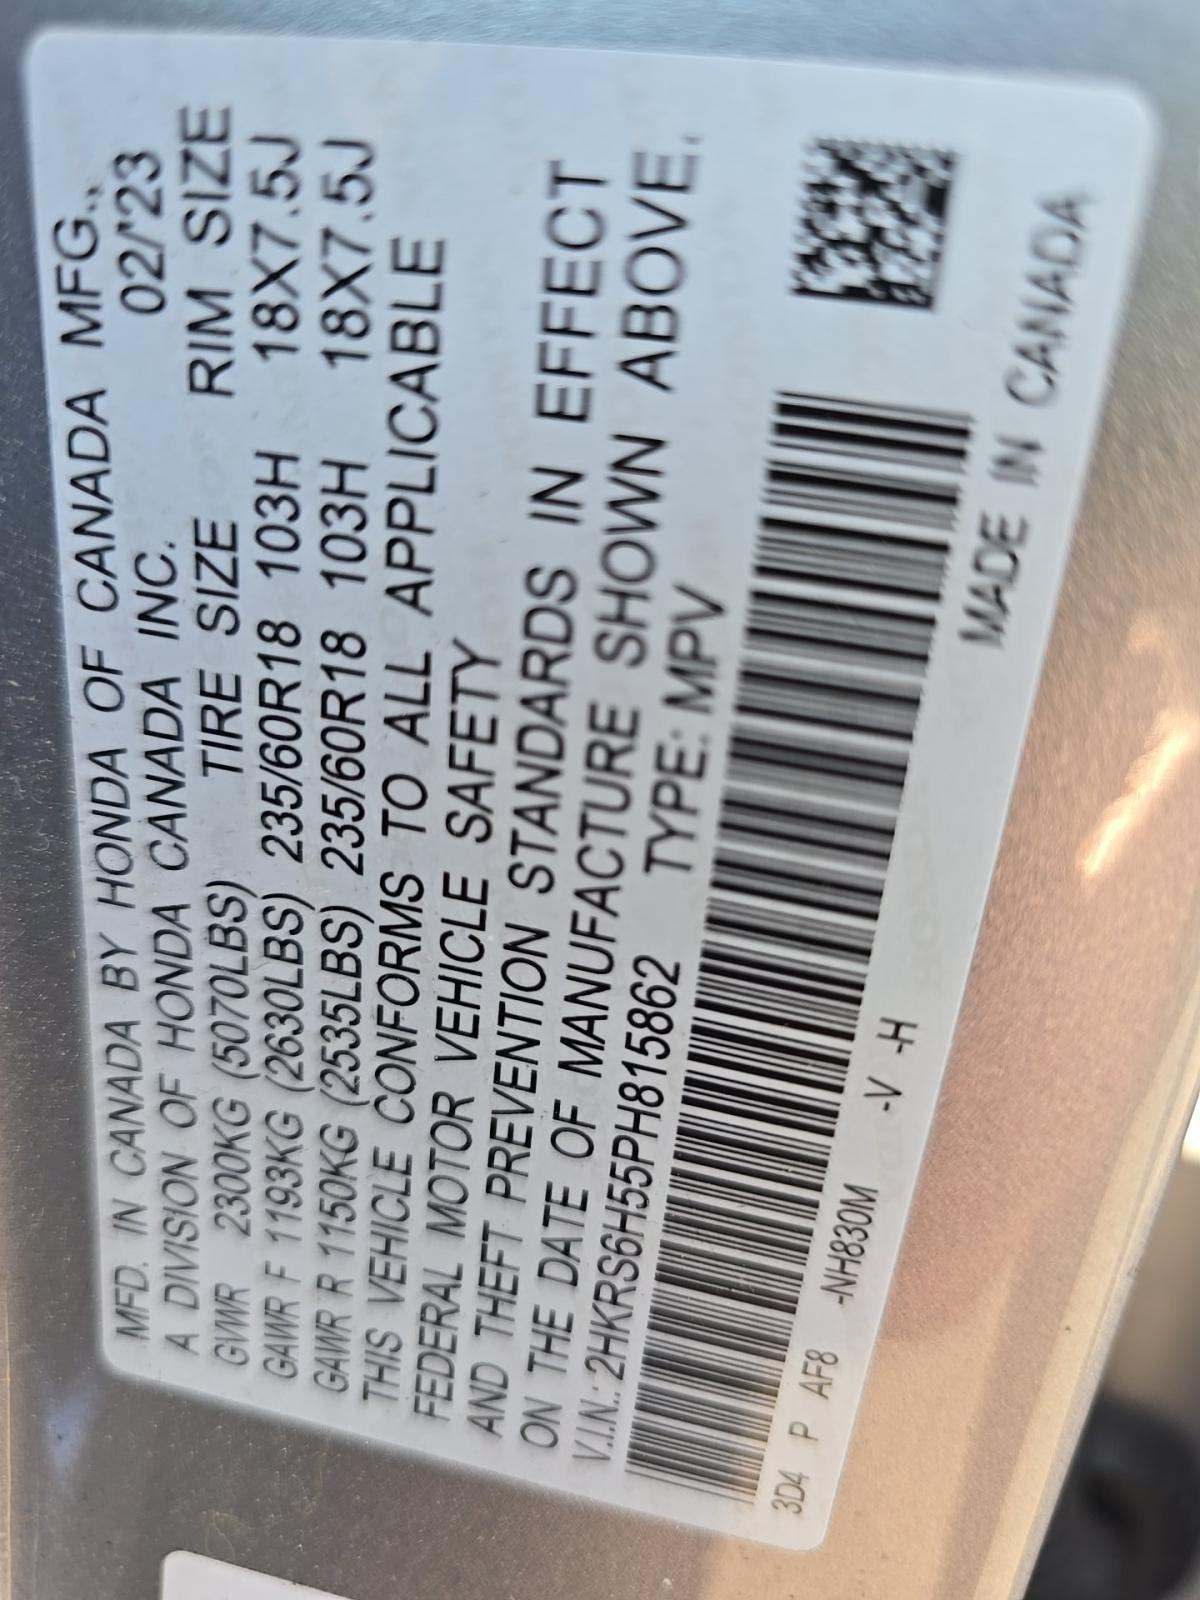 MFD. IN CANADA BY HONDA OF CANADA MFG.,
A DIVISION OF HONDA CANADA INC. 02/'23
GVWR 2300KG (5070LBS) TIRE SIZE RIM SIZE
GAWR F 1193KG (2630LBS) 235/60R18 103H 18X7.5J
GAWR R 1150KG (2535LBS) 235/60R18 103H 18X7.5J
THIS VEHICLE CONFORMS TO ALL APPLICABLE
FEDERAL MOTOR VEHICLE SAFETY
AND THEFT PREVENTION STANDARDS IN EFFECT
ON THE DATE OF MANUFACTURE SHOWN ABOVE.
V.I.N.: 2HKRS6H55PH815862 TYPE: MPV
3D4 P AF8 -NH830M -V -H MADE IN CANADA